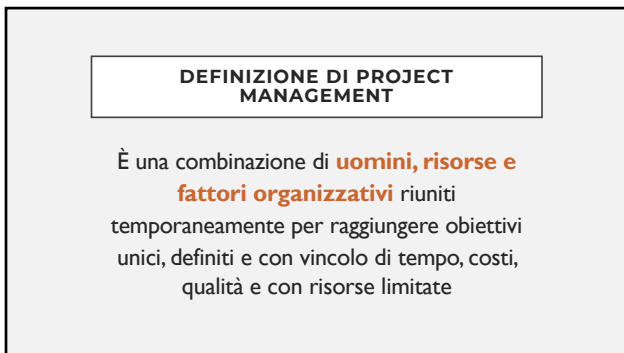 DEFINIZIONE DI PROJECT
MANAGEMENT
È una combinazione di uomini, risorse e
fattori organizzativi riuniti
temporaneamente per raggiungere obiettivi
unici, definiti e con vincolo di tempo, costi,
qualità e con risorse limitate